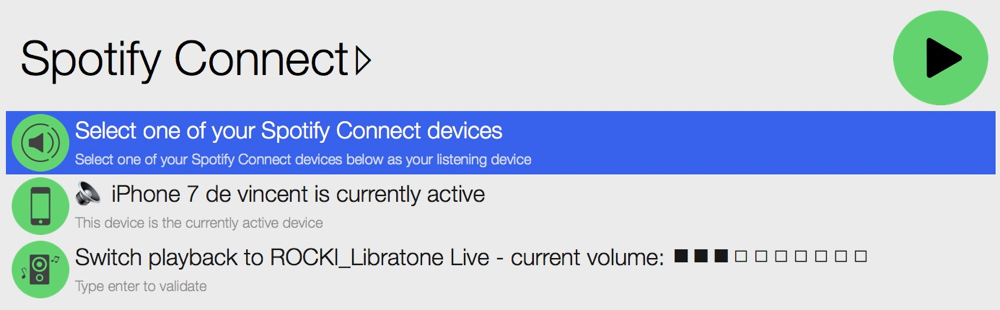 Spotify Connect▷
Select one of your Spotify Connect devices
Select one of your Spotify Connect devices below as your listening device
🔈 iPhone 7 de vincent is currently active
This device is the currently active device
Switch playback to ROCKI_Libratone Live - current volume: ■■■□□□□□□□
Type enter to validate